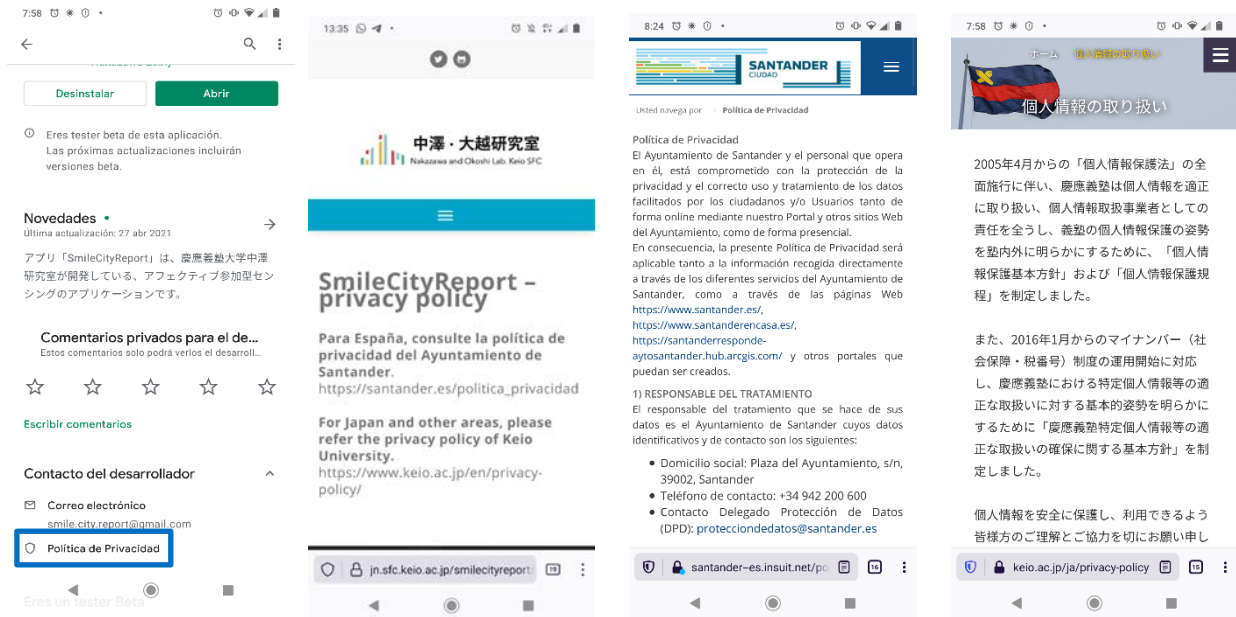 7:58
Desinstalar
Abrir
Eres tester beta de esta aplicación.
Las próximas actualizaciones incluirán
versiones beta.
Novedades •
Última actualización: 27 abr 2021
アプリ「SmileCityReport」は、慶應義塾大学中澤
研究室が開発している、アフェクティブ参加型セン
シングのアプリケーションです。
Comentarios privados para el de...
Estos comentarios solo podrá verlos el desarroll...
Escribir comentarios
Contacto del desarrollador
Correo electrónico
smile.city.report@gmail.com
Política de Privacidad
Eres un tester Beta
13:35
中澤・大越研究室
Nakazawa and Okoshi Lab. Keio SFC
SmileCityReport –
privacy policy
Para España, consulte la política de
privacidad del Ayuntamiento de
Santander.
https://santander.es/politica_privacidad
For Japan and other areas, please
refer the privacy policy of Keio
University.
https://www.keio.ac.jp/en/privacy-
policy/
jn.sfc.keio.ac.jp/smilecityreport/
19
8:24
SANTANDER
CIUDAD
Usted navega por > Política de Privacidad
Política de Privacidad
El Ayuntamiento de Santander y el personal que opera
en él, está comprometido con la protección de la
privacidad y el correcto uso y tratamiento de los datos
facilitados por los ciudadanos y/o Usuarios tanto de
forma online mediante nuestro Portal y otros sitios Web
del Ayuntamiento, como de forma presencial.
En consecuencia, la presente Política de Privacidad será
aplicable tanto a la información recogida directamente
a través de los diferentes servicios del Ayuntamiento de
Santander, como a través de las páginas Web
https://www.santander.es/,
https://www.santanderencasa.es/,
https://santanderresponde-
aytosantander.hub.arcgis.com/ y otros portales que
puedan ser creados.
1) RESPONSABLE DEL TRATAMIENTO
El responsable del tratamiento que se hace de sus
datos es el Ayuntamiento de Santander cuyos datos
identificativos y de contacto son los siguientes:
• Domicilio social: Plaza del Ayuntamiento, s/n,
39002, Santander
• Teléfono de contacto: +34 942 200 600
• Contacto Delegado Protección de Datos
(DPD): protecciondedatos@santander.es
santander-es.insuit.net/po
16
7:58
ホーム 個人情報の取り扱い
個人情報の取り扱い
2005年4月からの「個人情報保護法」の全
面施行に伴い、慶應義塾は個人情報を適正
に取り扱い、個人情報取扱事業者としての
責任を全うし、義塾の個人情報保護の姿勢
を塾内外に明らかにするために、「個人情
報保護基本方針」および「個人情報保護規
程」を制定しました。
また、2016年1月からのマイナンバー（社
会保障・税番号）制度の運用開始に対応
し、慶應義塾における特定個人情報等の適
正な取扱いに対する基本的姿勢を明らかに
するために「慶應義塾特定個人情報等の適
正な取扱いの確保に関する基本方針」を制
定しました。
個人情報を安全に保護し、利用できるよう
皆様方のご理解とご協力を切にお願い申し
keio.ac.jp/ja/privacy-policy
15